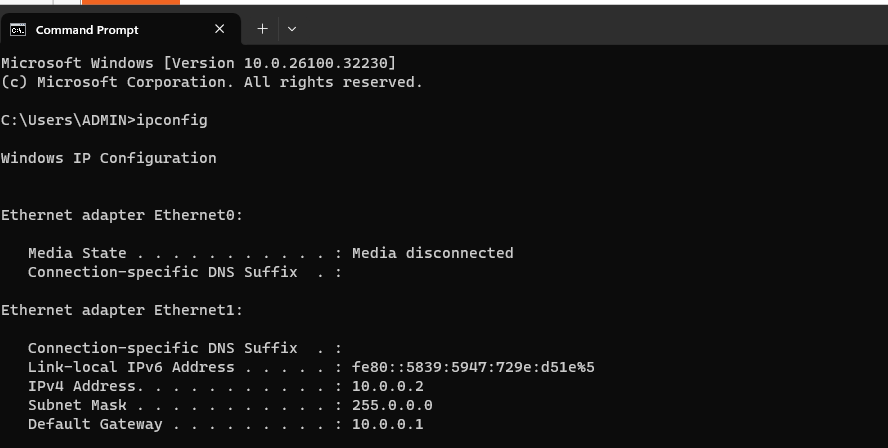 Command Prompt
Microsoft Windows [Version 10.0.26100.32230]
(c) Microsoft Corporation. All rights reserved.
C:\Users\ADMIN>ipconfig
Windows IP Configuration
Ethernet adapter Ethernet0:
Media State . . . . . . . . . . . : Media disconnected
Connection-specific DNS Suffix  . :
Ethernet adapter Ethernet1:
Connection-specific DNS Suffix  . :
Link-local IPv6 Address . . . . . : fe80::5839:5947:729e:d51e%5
IPv4 Address. . . . . . . . . . . : 10.0.0.2
Subnet Mask . . . . . . . . . . . : 255.0.0.0
Default Gateway . . . . . . . . . : 10.0.0.1